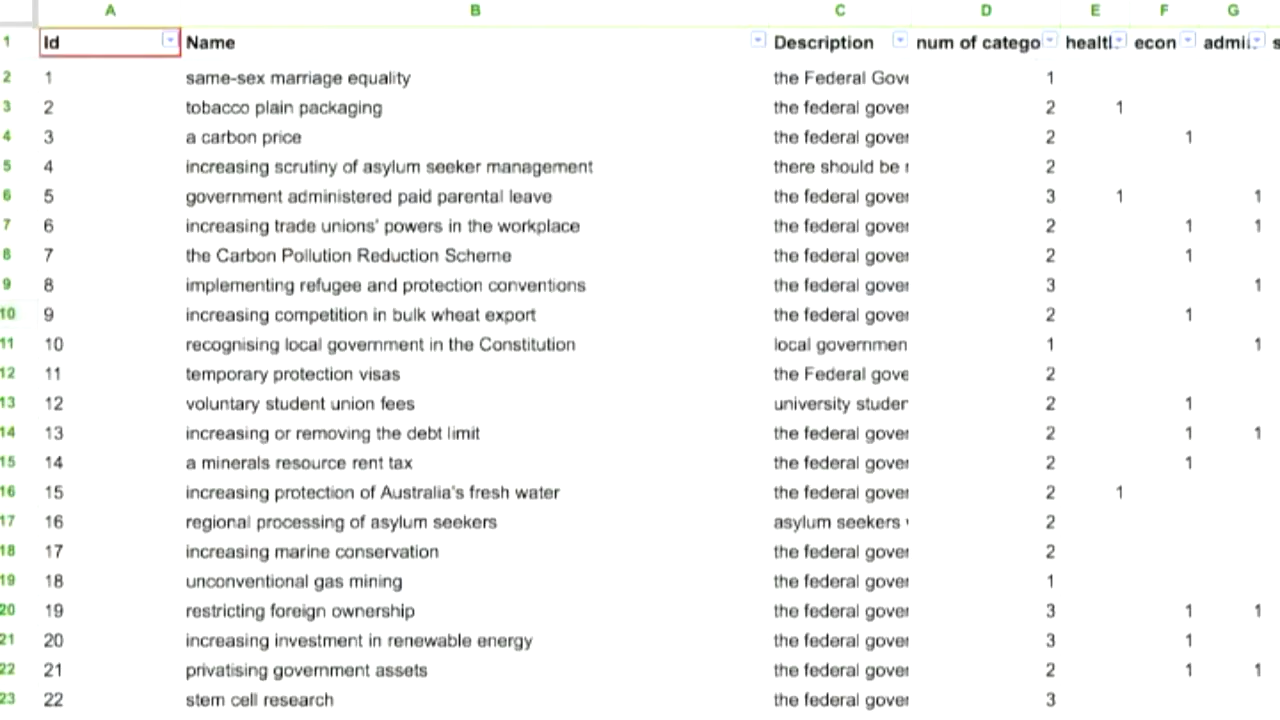 A B C D E F G
1 Id Name Description num of catego healtl econ admi s
2 1 same-sex marriage equality the Federal Gove 1
3 2 tobacco plain packaging the federal gover 2 1
4 3 a carbon price the federal gover 2 1
5 4 increasing scrutiny of asylum seeker management there should be 2
6 5 government administered paid parental leave the federal gover 3 1 1
7 6 increasing trade unions' powers in the workplace the federal gover 2 1 1
8 7 the Carbon Pollution Reduction Scheme the federal gover 2 1
9 8 implementing refugee and protection conventions the federal gover 3 1
10 9 increasing competition in bulk wheat export the federal gover 2 1
11 10 recognising local government in the Constitution local governmen 1 1
12 11 temporary protection visas the Federal gove 2
13 12 voluntary student union fees university studer 2 1
14 13 increasing or removing the debt limit the federal gover 2 1 1
15 14 a minerals resource rent tax the federal gover 2 1
16 15 increasing protection of Australia's fresh water the federal gover 2 1
17 16 regional processing of asylum seekers asylum seekers 2
18 17 increasing marine conservation the federal gover 2
19 18 unconventional gas mining the federal gover 1
20 19 restricting foreign ownership the federal gover 3 1 1
21 20 increasing investment in renewable energy the federal gover 3 1
22 21 privatising government assets the federal gover 2 1 1
23 22 stem cell research the federal gover 3